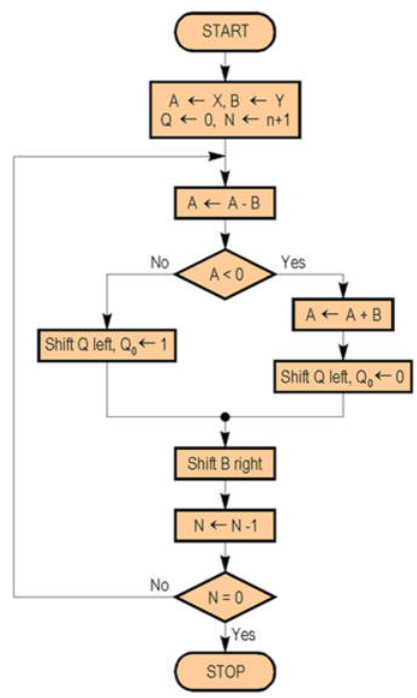 START
A ← X, B ← Y
Q ← 0, N ← n+1
A ← A - B
No
A < 0
Yes
A ← A + B
Shift Q left, Q₀ ← 1
Shift Q left, Q₀ ← 0
Shift B right
N ← N -1
No
N = 0
Yes
STOP